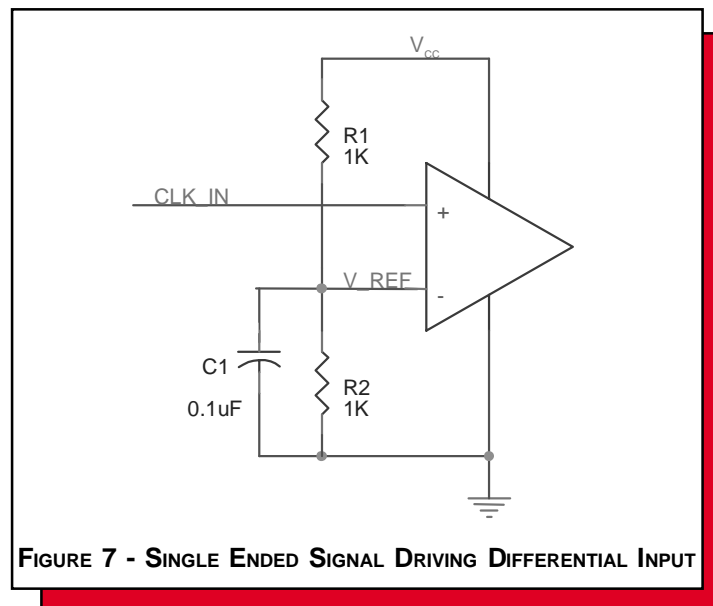 Vcc
R1
1K
CLK_IN
+
V_REF
-
C1
0.1uF
R2
1K
FIGURE 7 - SINGLE ENDED SIGNAL DRIVING DIFFERENTIAL INPUT